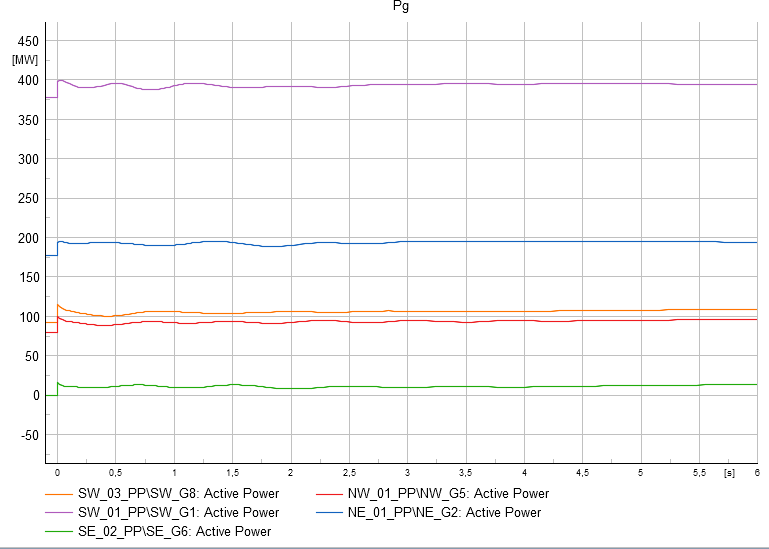 Pg
450
[MW]
400
350
300
250
200
150
100
50
0
-50
0 0,5 1 1,5 2 2,5 3 3,5 4 4,5 5 5,5 [s] 6
SW_03_PP\SW_G8: Active Power NW_01_PP\NW_G5: Active Power
SW_01_PP\SW_G1: Active Power NE_01_PP\NE_G2: Active Power
SE_02_PP\SE_G6: Active Power